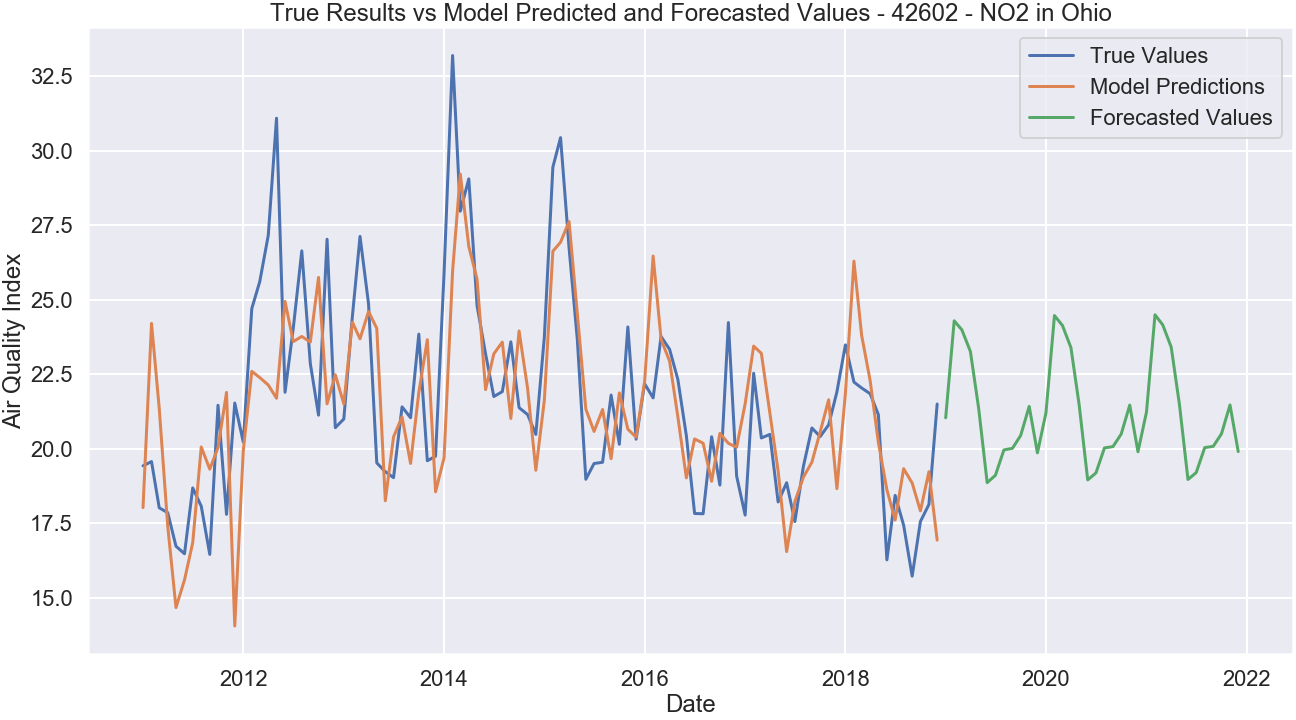 True Results vs Model Predicted and Forecasted Values - 42602 - NO2 in Ohio
True Values
Model Predictions
Forecasted Values
Air Quality Index
32.5
30.0
27.5
25.0
22.5
20.0
17.5
15.0
2012 2014 2016 2018 2020 2022
Date